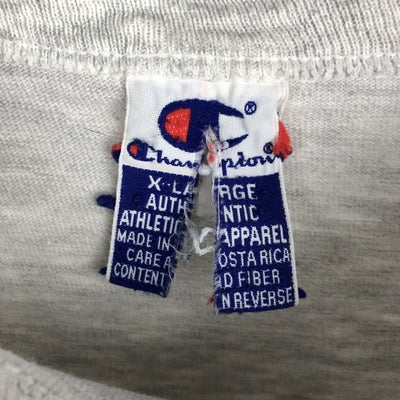 ®
Champion®
X-LA RGE
AUTH NTIC
ATHLETIC APPAREL
MADE IN OSTA RICA
CARE A D FIBER
CONTENT N REVERSE